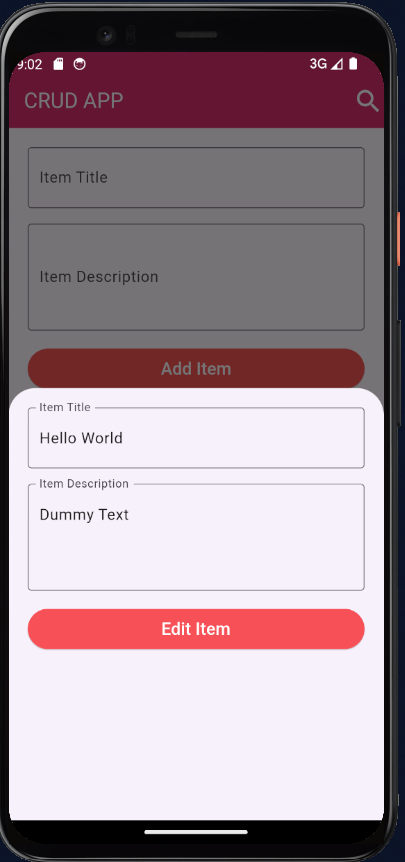 9:02 3G
CRUD APP
Item Title
Item Description
Add Item
Item Title
Hello World
Item Description
Dummy Text
Edit Item